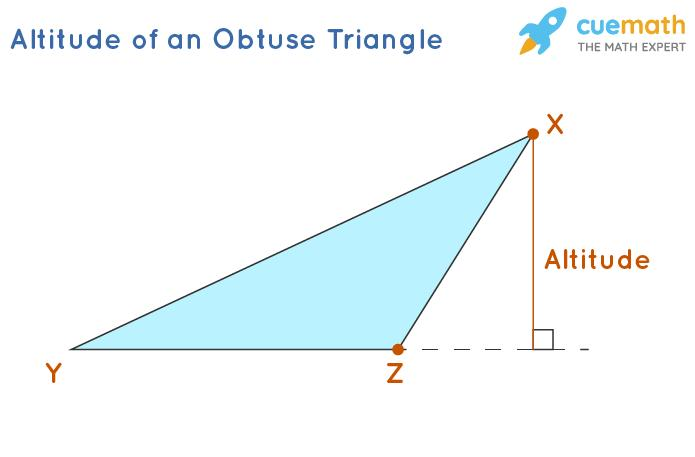 Altitude of an Obtuse Triangle
cuemath
THE MATH EXPERT
X
Altitude
Y
Z